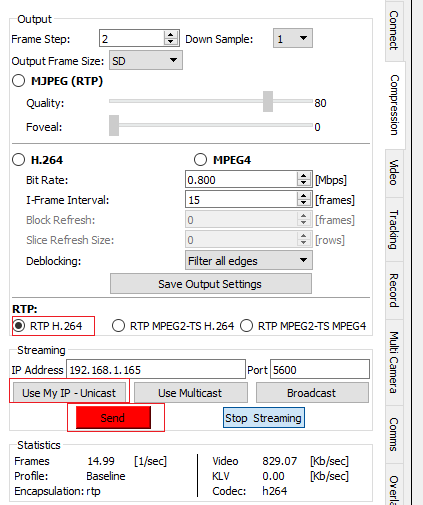 Output
Frame Step: 2 Down Sample: 1
Output Frame Size: SD
MJPEG (RTP)
Quality: 80
Foveal: 0
H.264 MPEG4
Bit Rate: 0.800 [Mbps]
I-Frame Interval: 15 [frames]
Block Refresh: 0 [frames]
Slice Refresh Size: 0 [rows]
Deblocking: Filter all edges
Save Output Settings
RTP:
RTP H.264 RTP MPEG2-TS H.264 RTP MPEG2-TS MPEG4
Streaming
IP Address 192.168.1.165 Port 5600
Use My IP - Unicast Use Multicast Broadcast
Send Stop Streaming
Statistics
Frames 14.99 [1/sec] Video 829.07 [Kb/sec]
Profile: Baseline KLV 0.00 [Kb/sec]
Encapsulation: rtp Codec: h264
Connect
Compression
Video
Tracking
Record
Multi Camera
Comms
Overla